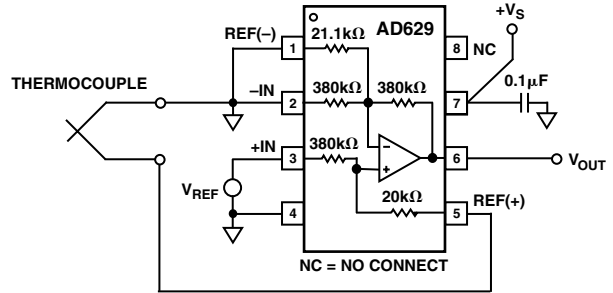 REF(–)
21.1kΩ
AD629
+VS
1
8
NC
THERMOCOUPLE
–IN
380kΩ
380kΩ
0.1µF
2
7
+IN
380kΩ
–
3
6
VOUT
+
VREF
20kΩ
REF(+)
4
5
NC = NO CONNECT